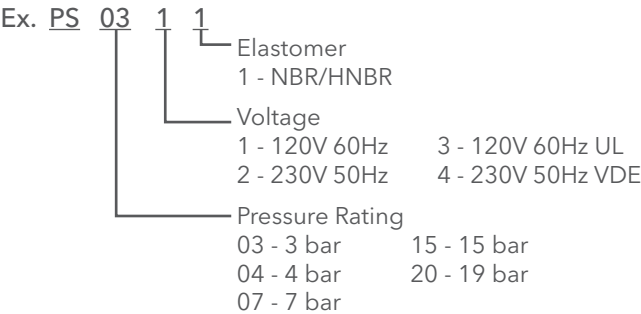 Ex. PS 03 1 1
Elastomer
1 - NBR/HNBR
Voltage
1 - 120V 60Hz 3 - 120V 60Hz UL
2 - 230V 50Hz 4 - 230V 50Hz VDE
Pressure Rating
03 - 3 bar 15 - 15 bar
04 - 4 bar 20 - 19 bar
07 - 7 bar